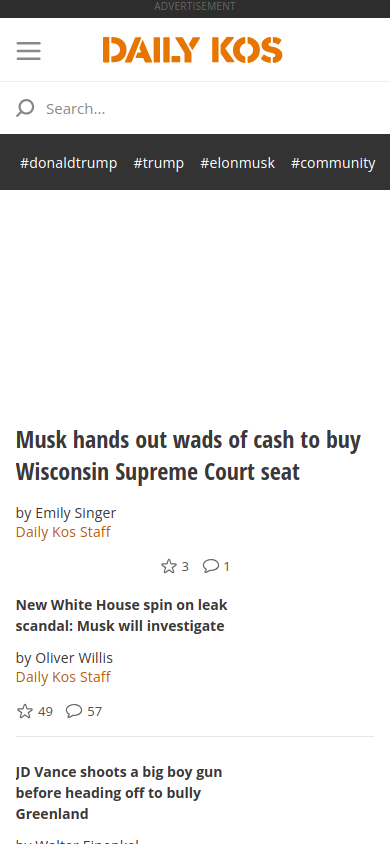 ADVERTISEMENT
DAILY KOS
Search...
#donaldtrump #trump #elonmusk #community
Musk hands out wads of cash to buy
Wisconsin Supreme Court seat
by Emily Singer
Daily Kos Staff
3 1
New White House spin on leak
scandal: Musk will investigate
by Oliver Willis
Daily Kos Staff
49 57
JD Vance shoots a big boy gun
before heading off to bully
Greenland
by Walter Einenkel